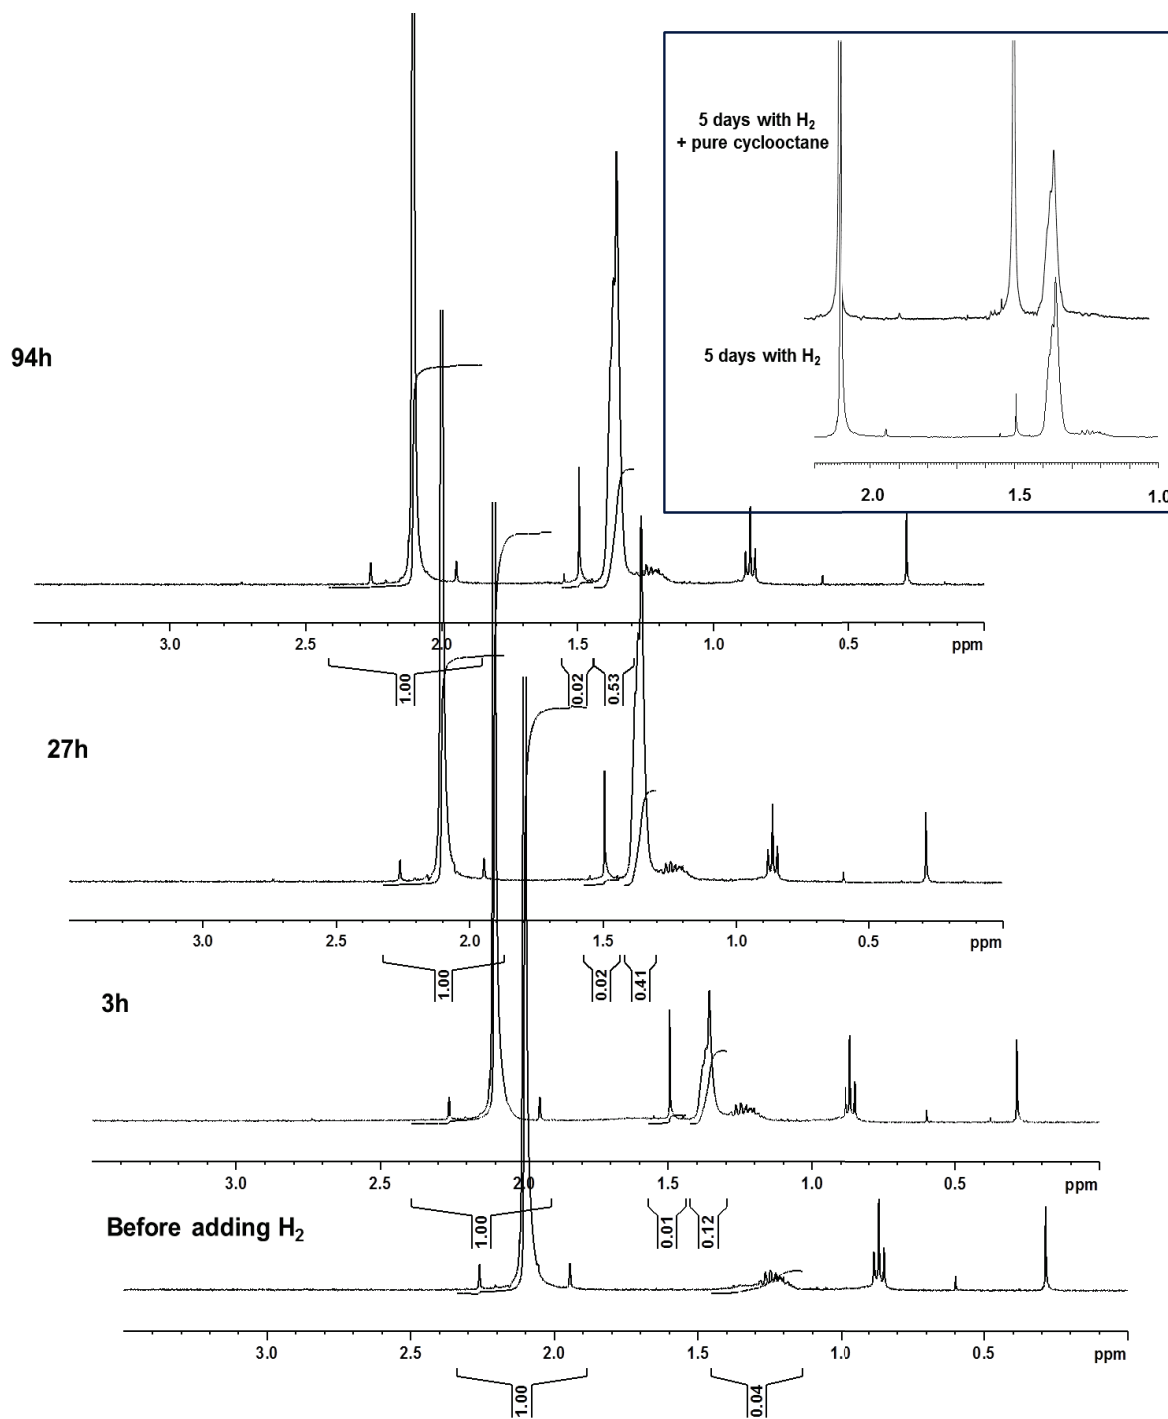 5 days with H2
+ pure cyclooctane
5 days with H2
2.0 1.5 1.0
94h
3.0 2.5 2.0 1.5 1.0 0.5 ppm
1.00 0.02 0.53
27h
3.0 2.5 2.0 1.5 1.0 0.5 ppm
1.00 0.02 0.41
3h
3.0 2.5 2.0 1.5 1.0 0.5 ppm
1.00 0.01 0.12
Before adding H2
3.0 2.5 2.0 1.5 1.0 0.5 ppm
1.00 0.04